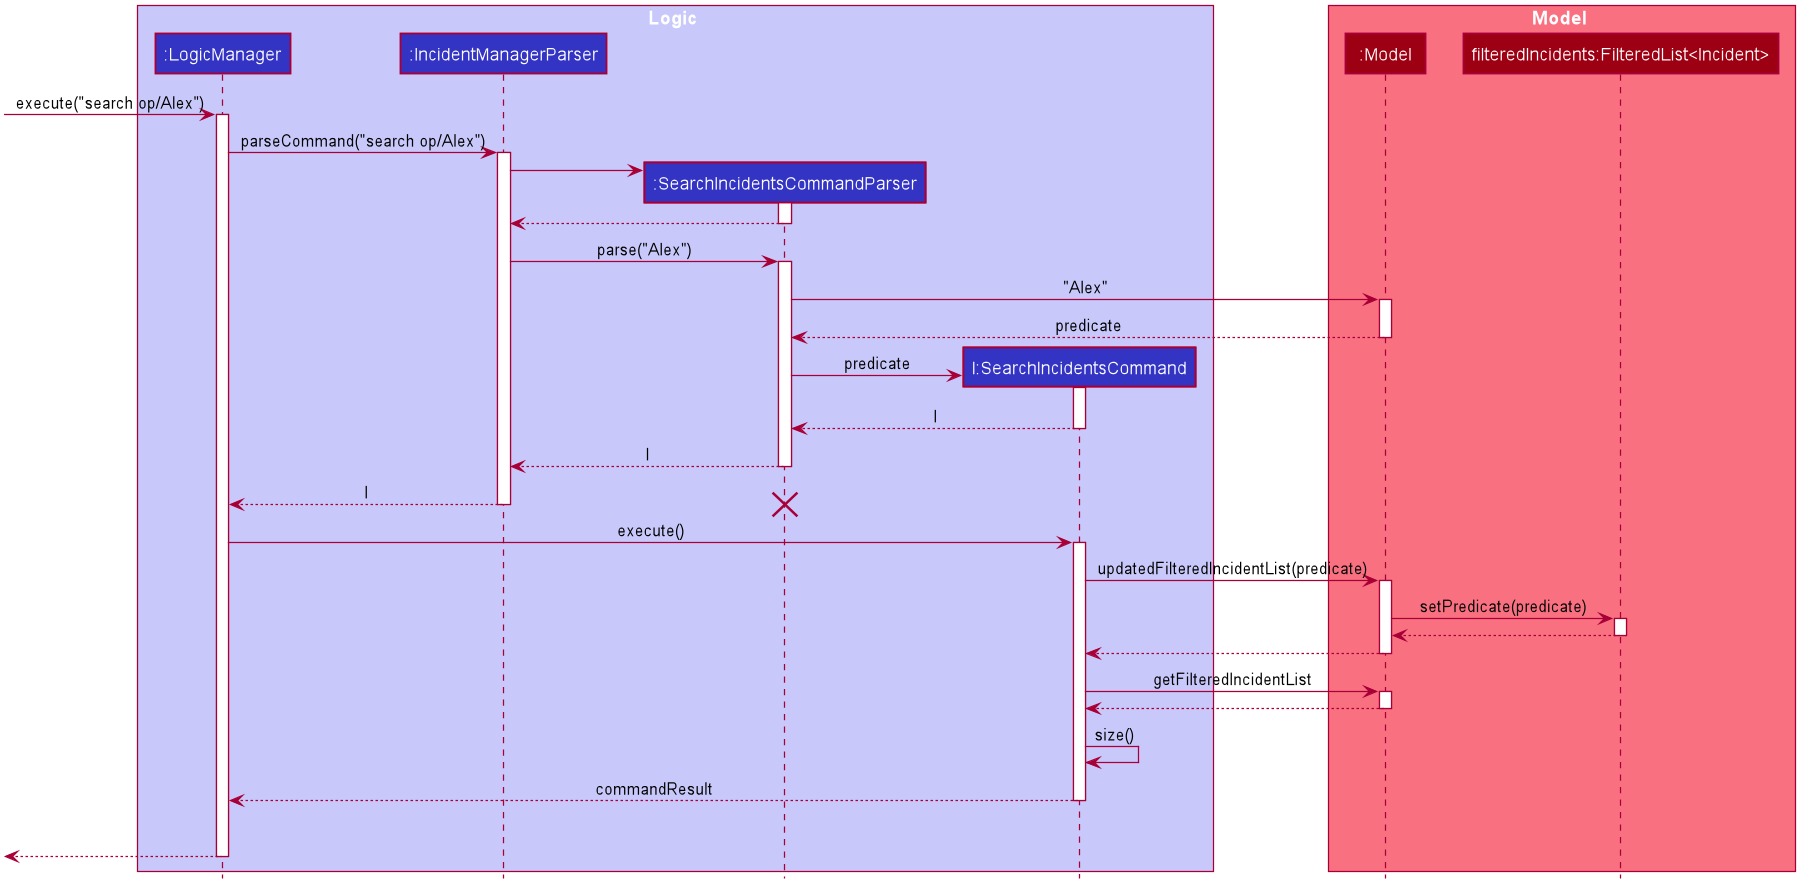 Logic
Model
:LogicManager
:IncidentManagerParser
:Model
filteredIncidents:FilteredList<Incident>
execute("search op/Alex")
parseCommand("search op/Alex")
:SearchIncidentsCommandParser
parse("Alex")
"Alex"
predicate
predicate
l:SearchIncidentsCommand
l
l
l
execute()
updatedFilteredIncidentList(predicate)
setPredicate(predicate)
getFilteredIncidentList
size()
commandResult